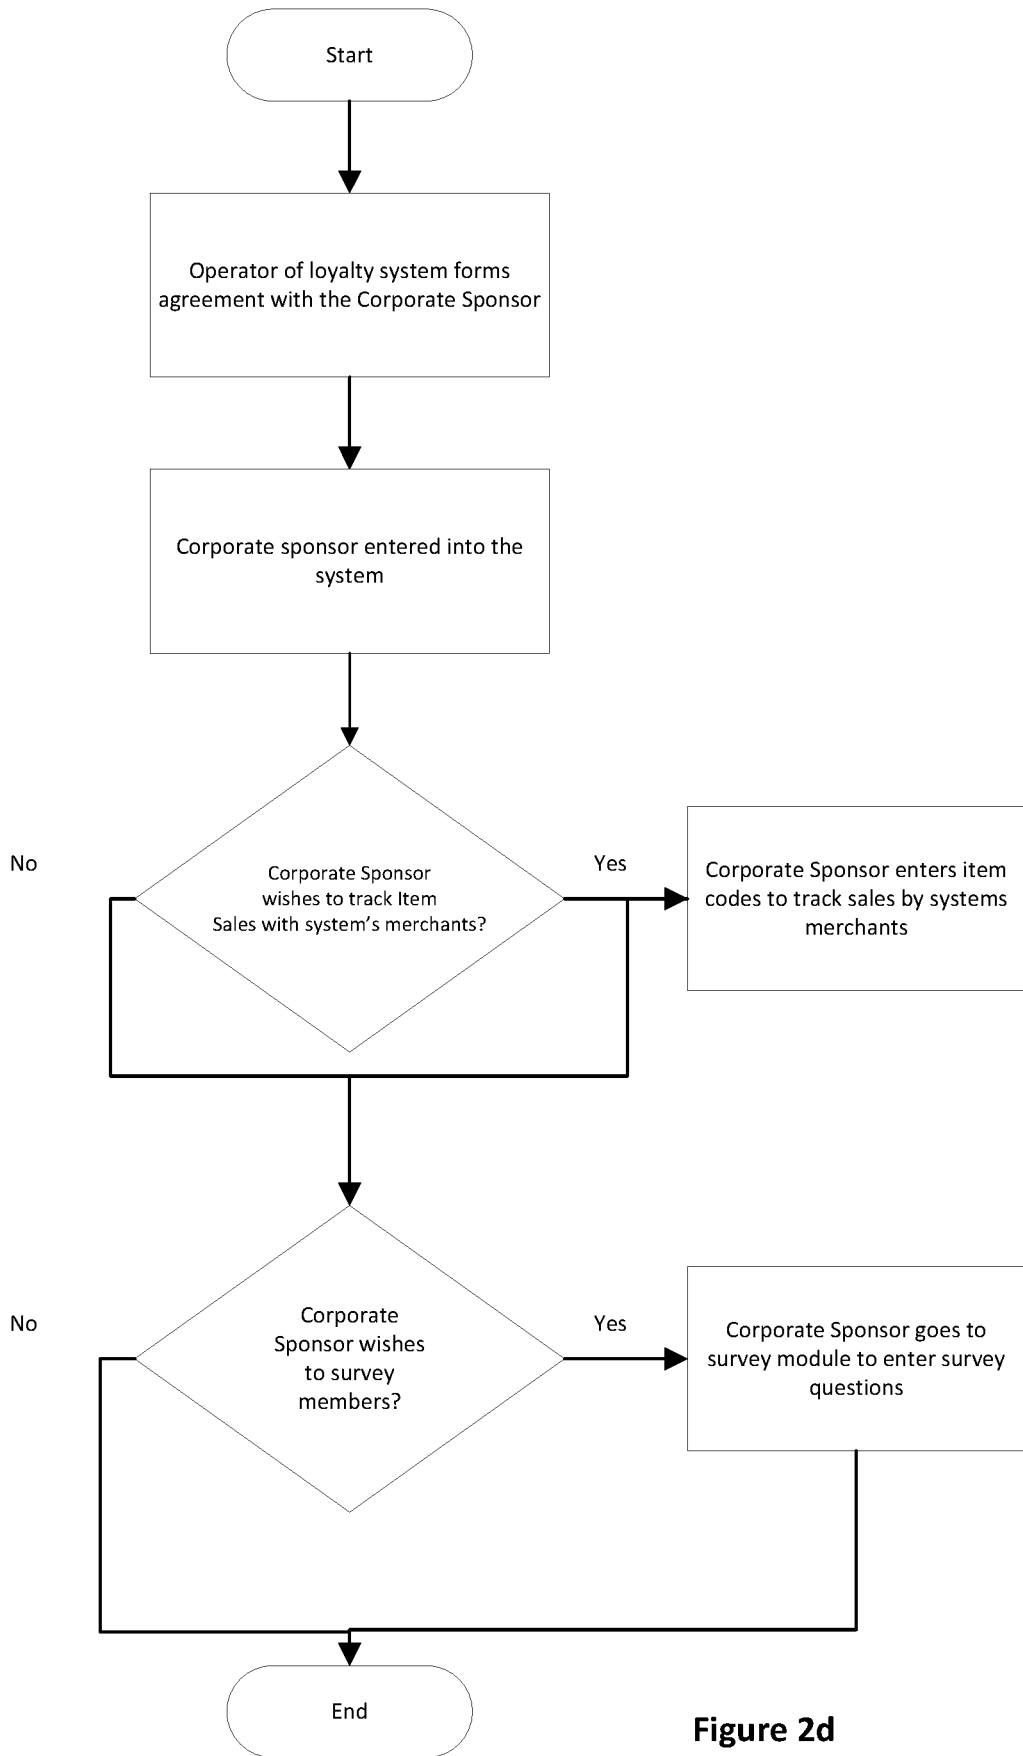 Start
Operator of loyalty system forms
agreement with the Corporate Sponsor
Corporate sponsor entered into the
system
No
Corporate Sponsor
wishes to track Item
Sales with system’s merchants?
Yes
Corporate Sponsor enters item
codes to track sales by systems
merchants
No
Corporate
Sponsor wishes
to survey
members?
Yes
Corporate Sponsor goes to
survey module to enter survey
questions
End
Figure 2d